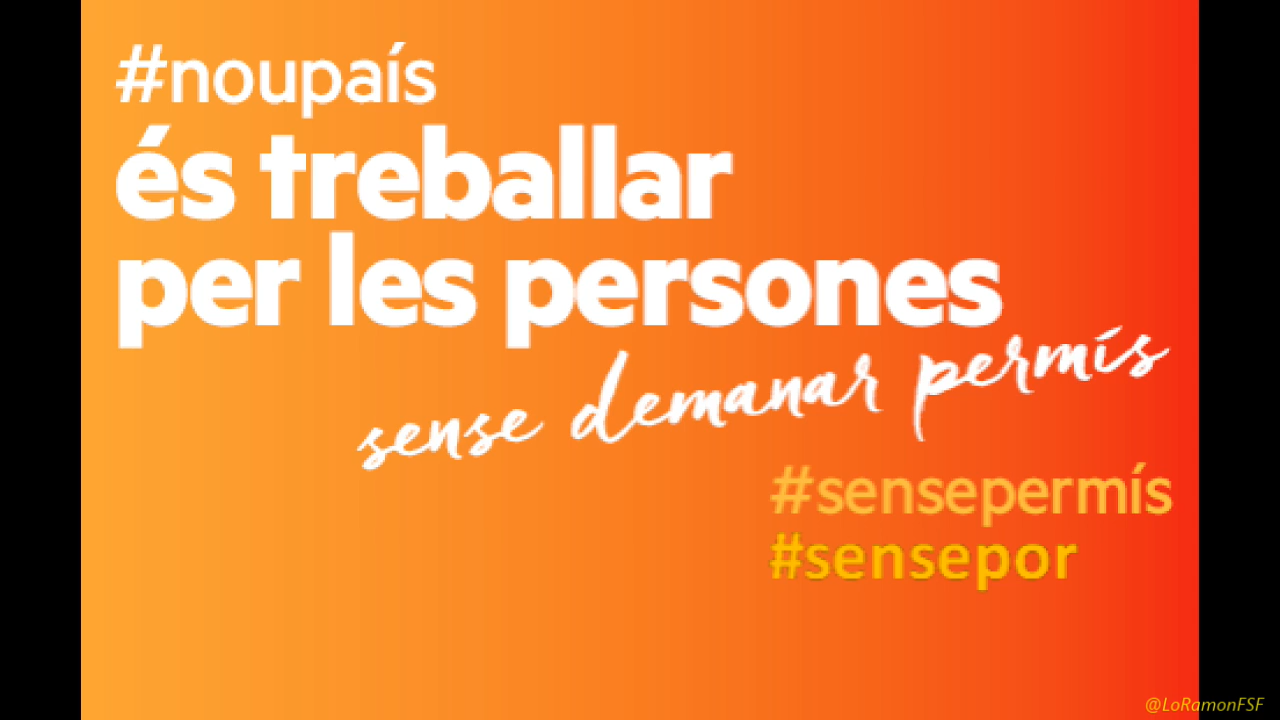 #noupaís
és treballar
per les persones
sense demanar permís
#sensepermís
#sensepor
@LoRamonFSF